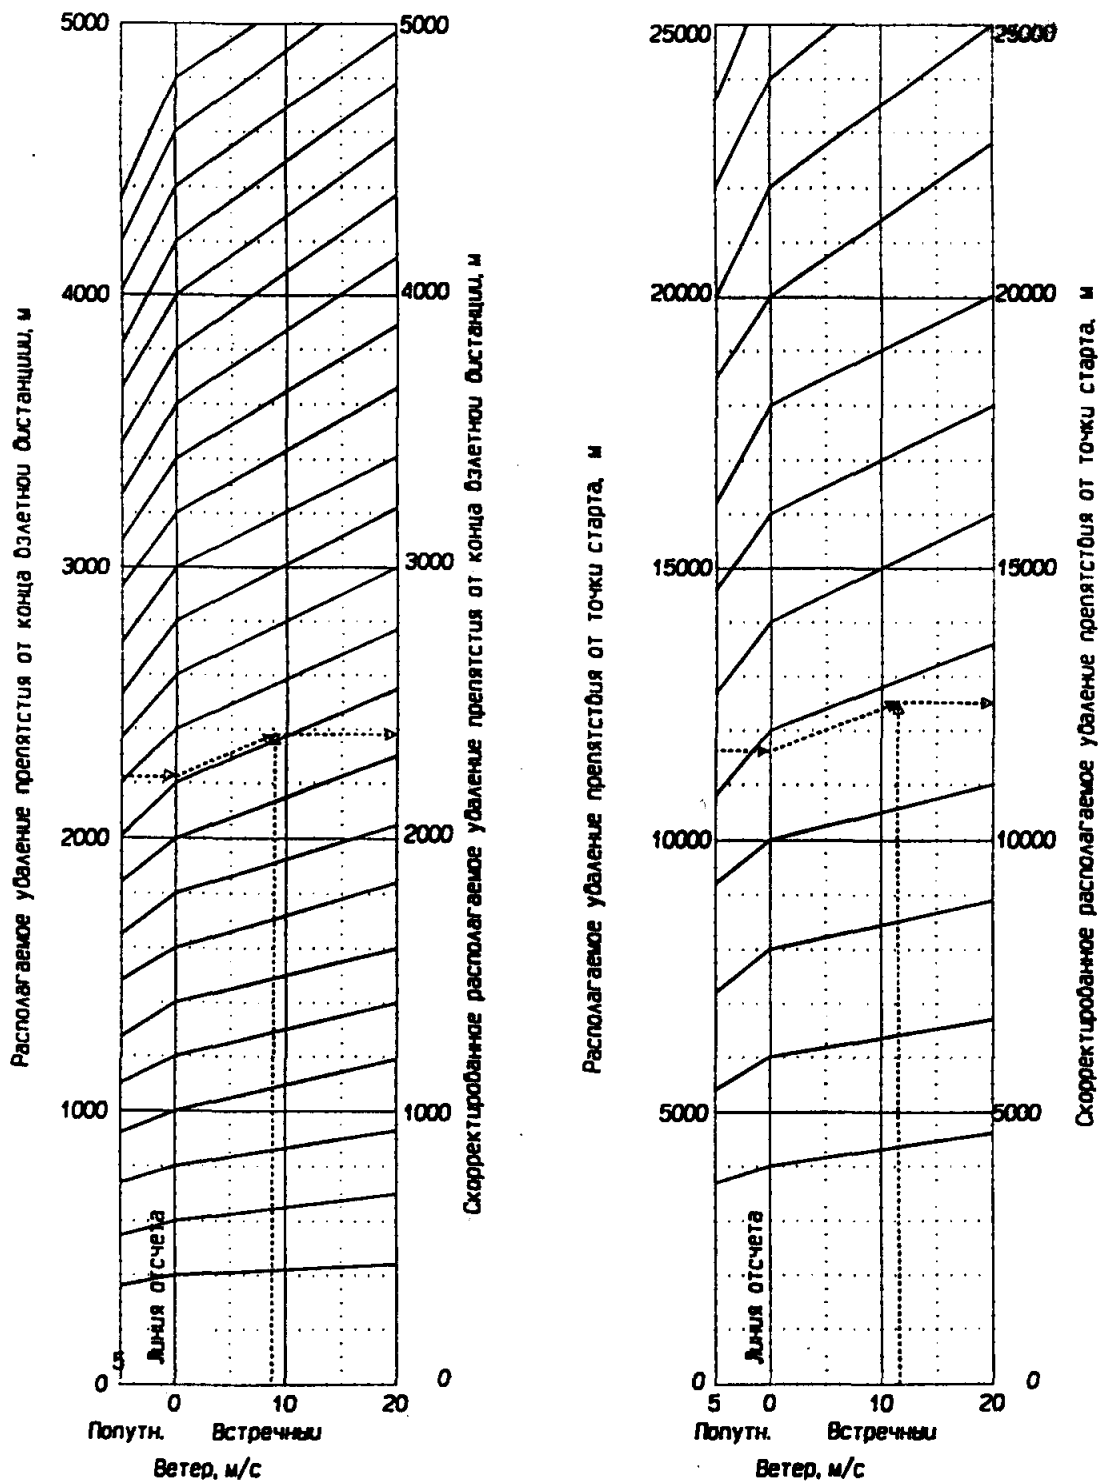 Располагаемое удаление препятстия от конца взлетной дистанциии, м
5000
4000
3000
2000
1000
0
5
Линия отсчета
0
10
20
Попутн.
Встречный
Ветер, м/с
5000
4000
3000
2000
1000
0
Скорректированное располагаемое удаление препятстия от конца взлетной дистанции, м
Располагаемое удаление препятствия от точки старта, м
25000
20000
15000
10000
5000
0
Линия отсчета
5
0
10
20
Попутн.
Встречный
Ветер, м/с
25000
20000
15000
10000
5000
0
Скорректированное располагаемое удаление препятствия от точки старта, м